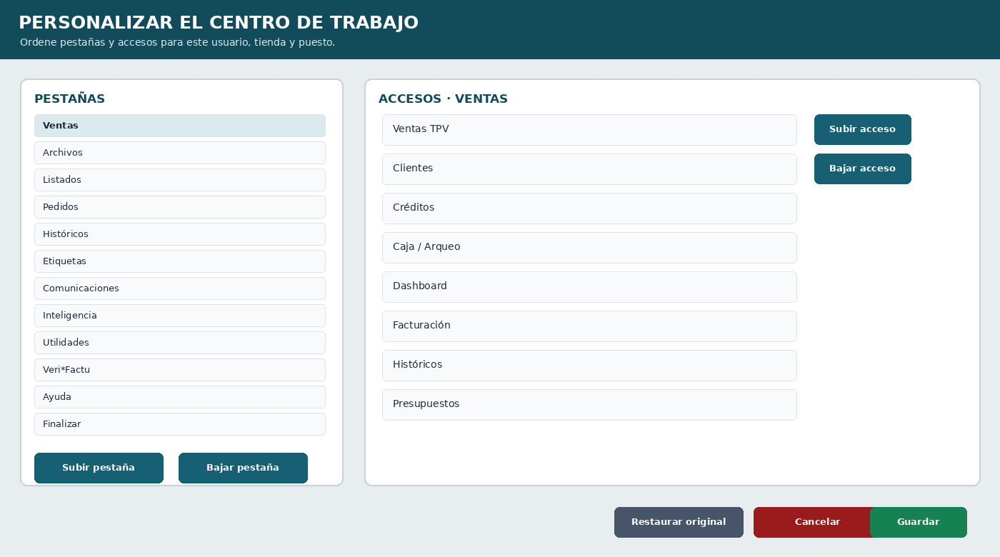 PERSONALIZAR EL CENTRO DE TRABAJO
Ordene pestañas y accesos para este usuario, tienda y puesto.
PESTAÑAS
Ventas
Archivos
Listados
Pedidos
Históricos
Etiquetas
Comunicaciones
Inteligencia
Utilidades
Veri*Factu
Ayuda
Finalizar
Subir pestaña
Bajar pestaña
ACCESOS · VENTAS
Ventas TPV
Clientes
Créditos
Caja / Arqueo
Dashboard
Facturación
Históricos
Presupuestos
Subir acceso
Bajar acceso
Restaurar original
Cancelar
Guardar